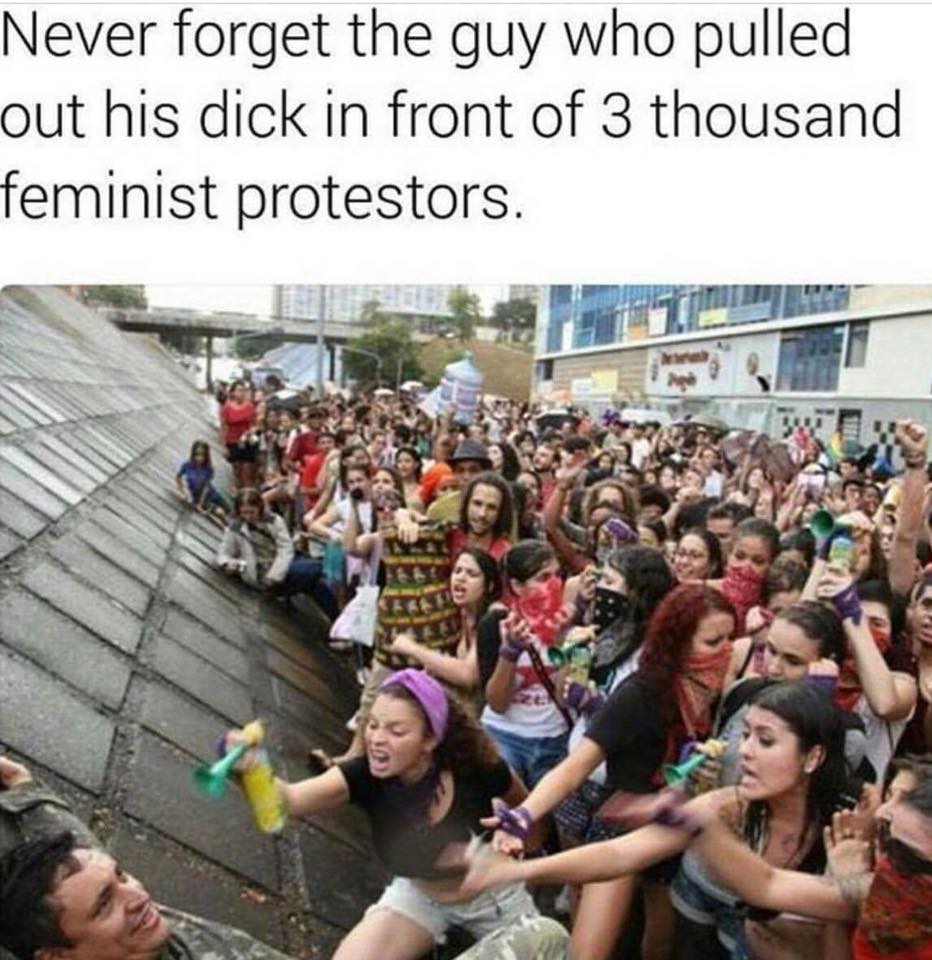 Never forget the guy who pulled
out his dick in front of 3 thousand
feminist protestors.